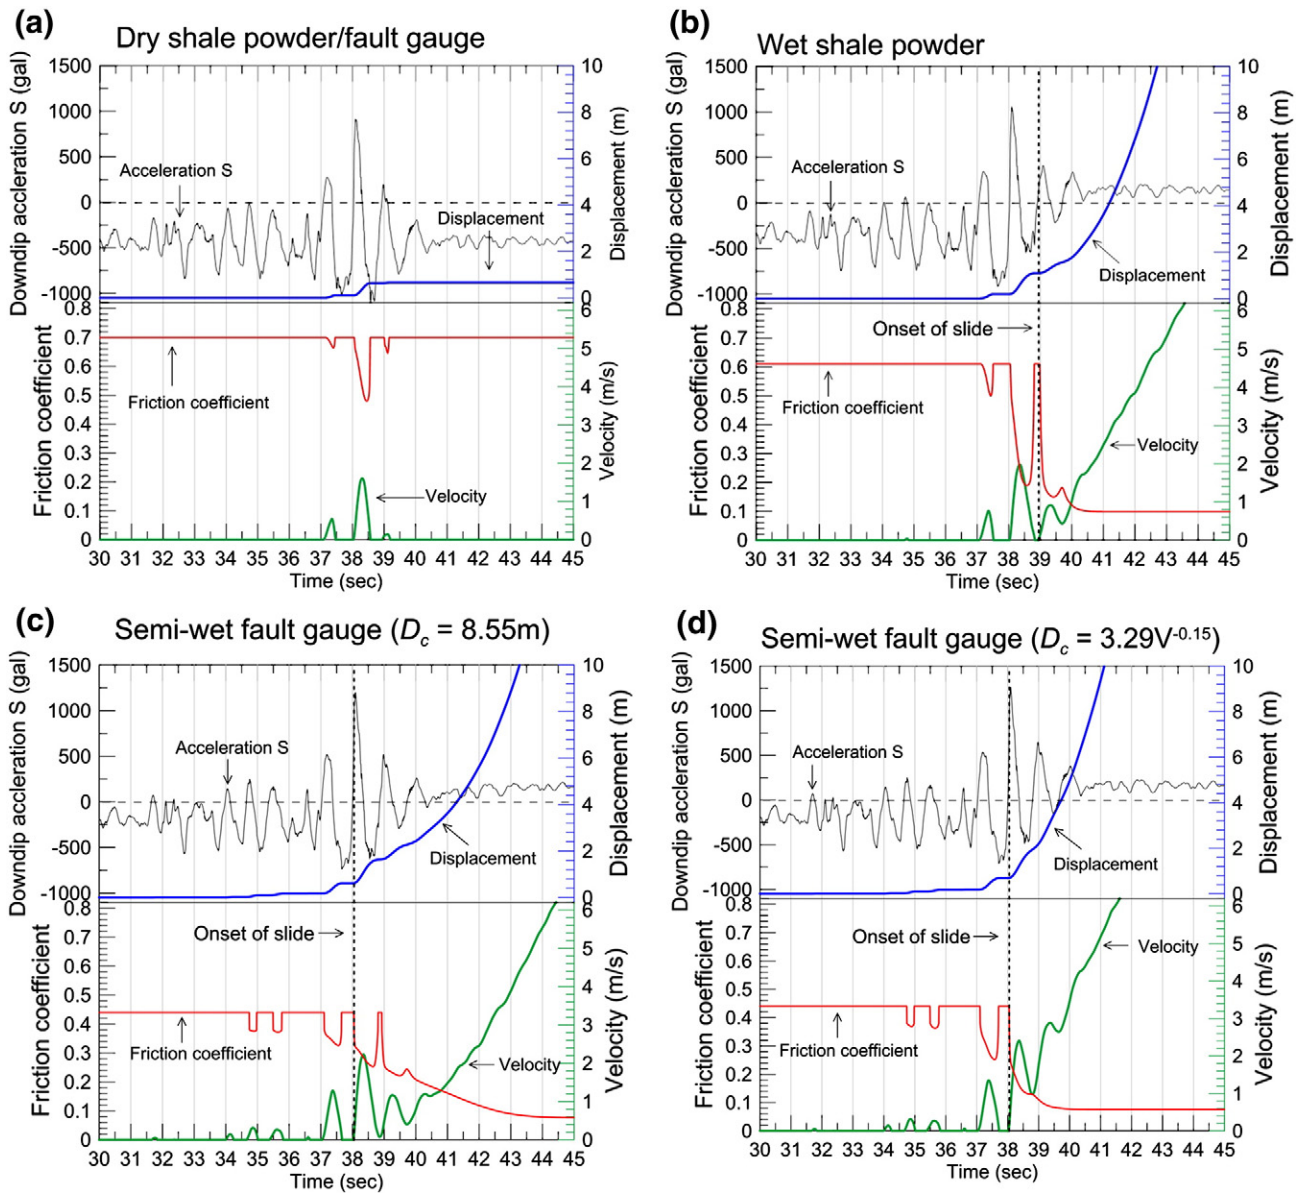 (a)
Dry shale powder/fault gauge
1500
1000
500
0
-500
-1000
Downdip accleration S (gal)
10
8
6
4
2
0
Displacement (m)
Acceleration S
Displacement
0.8
0.7
0.6
0.5
0.4
0.3
0.2
0.1
0
Friction coefficient
6
5
4
3
2
1
0
Velocity (m/s)
Friction coefficient
Velocity
30 31 32 33 34 35 36 37 38 39 40 41 42 43 44 45
Time (sec)
(b)
Wet shale powder
1500
1000
500
0
-500
-1000
Downdip accleration S (gal)
10
8
6
4
2
0
Displacement (m)
Acceleration S
Displacement
Onset of slide
0.8
0.7
0.6
0.5
0.4
0.3
0.2
0.1
0
Friction coefficient
6
5
4
3
2
1
0
Velocity (m/s)
Friction coefficient
Velocity
30 31 32 33 34 35 36 37 38 39 40 41 42 43 44 45
Time (sec)
(c)
Semi-wet fault gauge (Dc = 8.55m)
1500
1000
500
0
-500
-1000
Downdip acceleration S (gal)
10
8
6
4
2
0
Displacement (m)
Acceleration S
Displacement
Onset of slide
0.8
0.7
0.6
0.5
0.4
0.3
0.2
0.1
0
Friction coefficient
6
5
4
3
2
1
0
Velocity (m/s)
Friction coefficient
Velocity
30 31 32 33 34 35 36 37 38 39 40 41 42 43 44 45
Time (sec)
(d)
Semi-wet fault gauge (Dc = 3.29V-0.15)
1500
1000
500
0
-500
-1000
Downdip acceleration S (gal)
10
8
6
4
2
0
Displacement (m)
Acceleration S
Displacement
Onset of slide
0.8
0.7
0.6
0.5
0.4
0.3
0.2
0.1
0
Friction coefficient
6
5
4
3
2
1
0
Velocity (m/s)
Friction coefficient
Velocity
30 31 32 33 34 35 36 37 38 39 40 41 42 43 44 45
Time (sec)